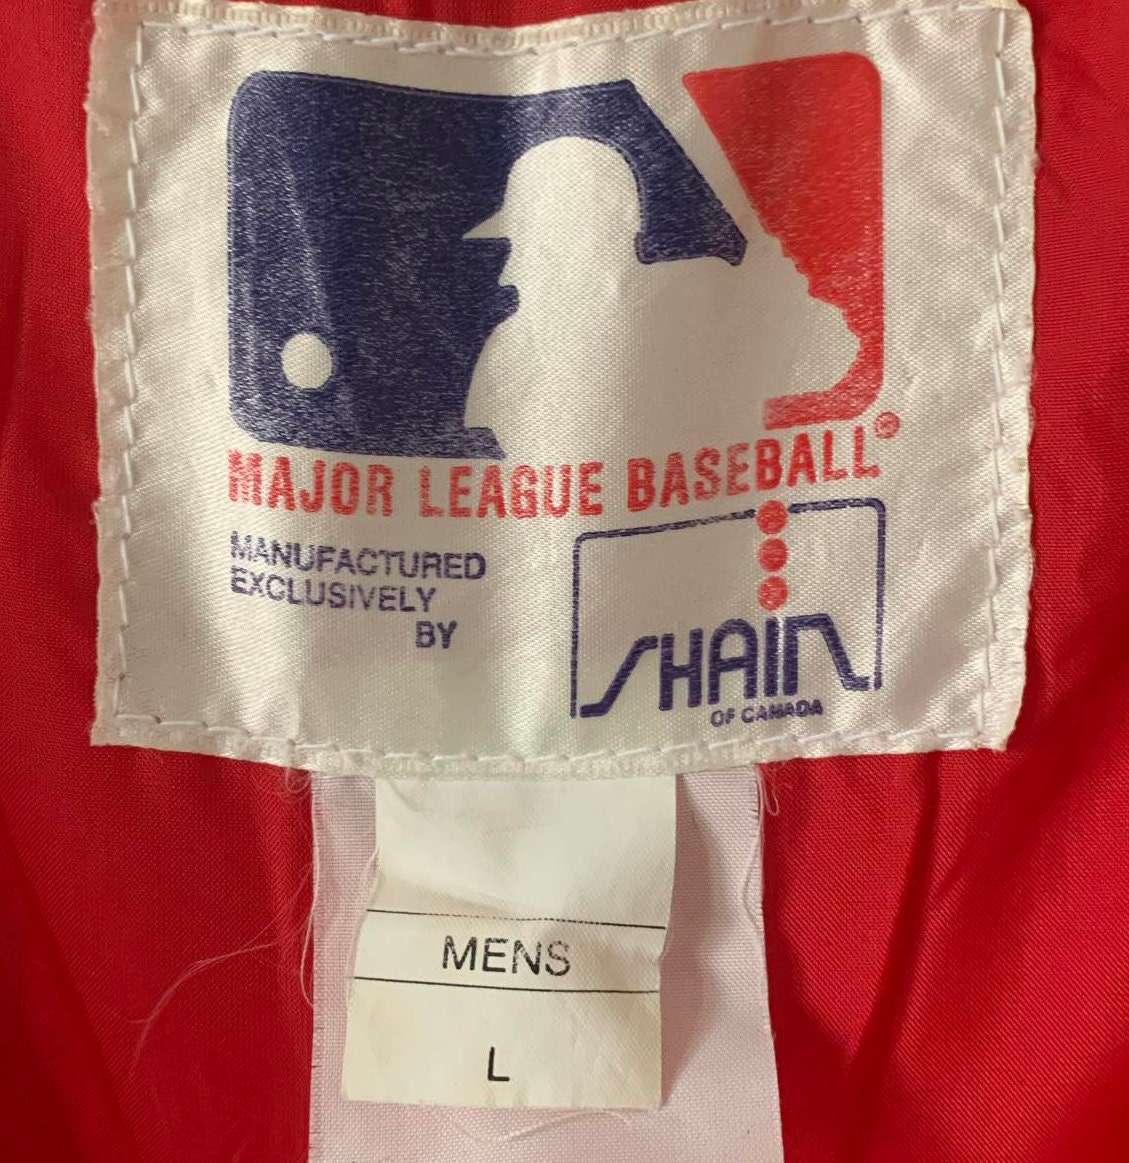 MAJOR LEAGUE BASEBALL®
MANUFACTURED
EXCLUSIVELY
BY
SHAIN
OF CANADA
MENS
L